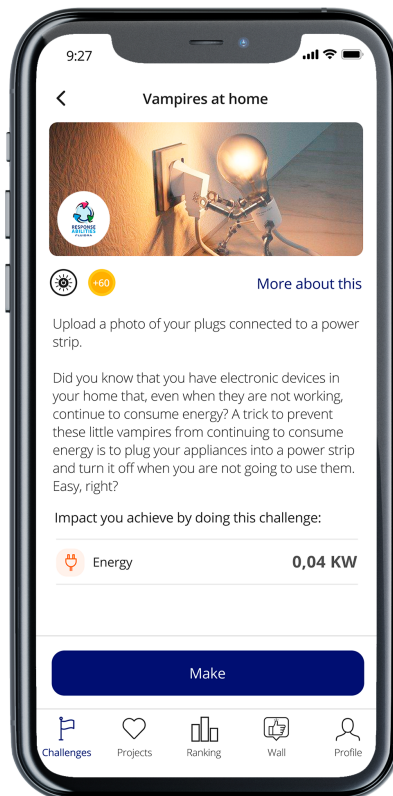 9:27
Vampires at home
RESPONSE
ABILITIES
+60
More about this
Upload a photo of your plugs connected to a power
strip.
Did you know that you have electronic devices in
your home that, even when they are not working,
continue to consume energy? A trick to prevent
these little vampires from continuing to consume
energy is to plug your appliances into a power strip
and turn it off when you are not going to use them.
Easy, right?
Impact you achieve by doing this challenge:
Energy 0,04 KW
Make
Challenges Projects Ranking Wall Profile